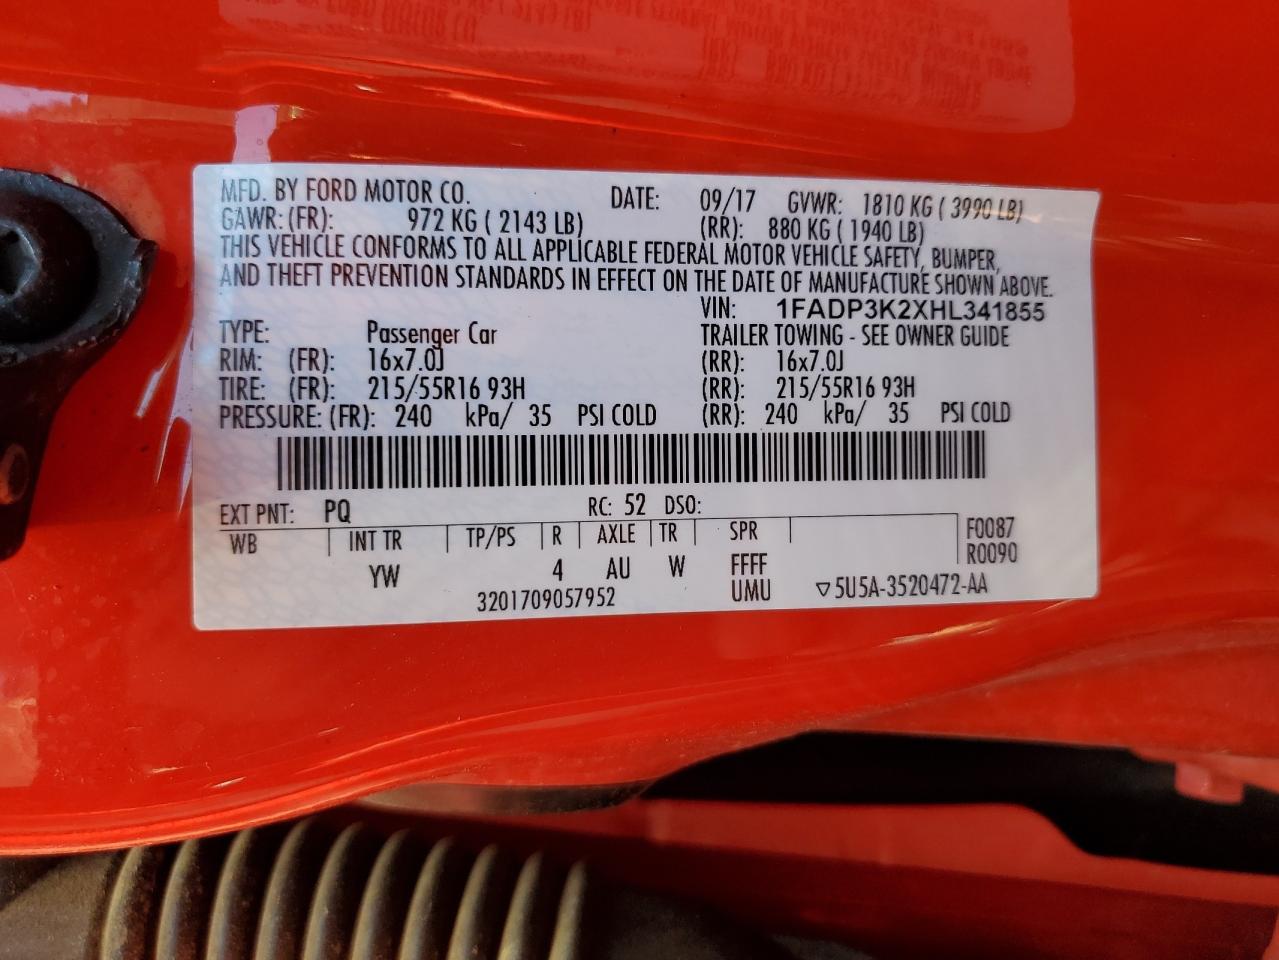 MFD. BY FORD MOTOR CO. DATE: 09/17 GVWR: 1810 KG ( 3990 LB)
GAWR: (FR): 972 KG ( 2143 LB) (RR): 880 KG ( 1940 LB)
THIS VEHICLE CONFORMS TO ALL APPLICABLE FEDERAL MOTOR VEHICLE SAFETY, BUMPER,
AND THEFT PREVENTION STANDARDS IN EFFECT ON THE DATE OF MANUFACTURE SHOWN ABOVE.
VIN: 1FADP3K2XHL341855
TYPE: Passenger Car TRAILER TOWING - SEE OWNER GUIDE
RIM: (FR): 16x7.0J (RR): 16x7.0J
TIRE: (FR): 215/55R16 93H (RR): 215/55R16 93H
PRESSURE: (FR): 240 kPa/ 35 PSI COLD (RR): 240 kPa/ 35 PSI COLD
EXT PNT: PQ RC: 52 DSO:
WB INT TR TP/PS R AXLE TR SPR F0087
YW 4 AU W FFFF R0090
3201709057952 UMU ▽5U5A-3520472-AA